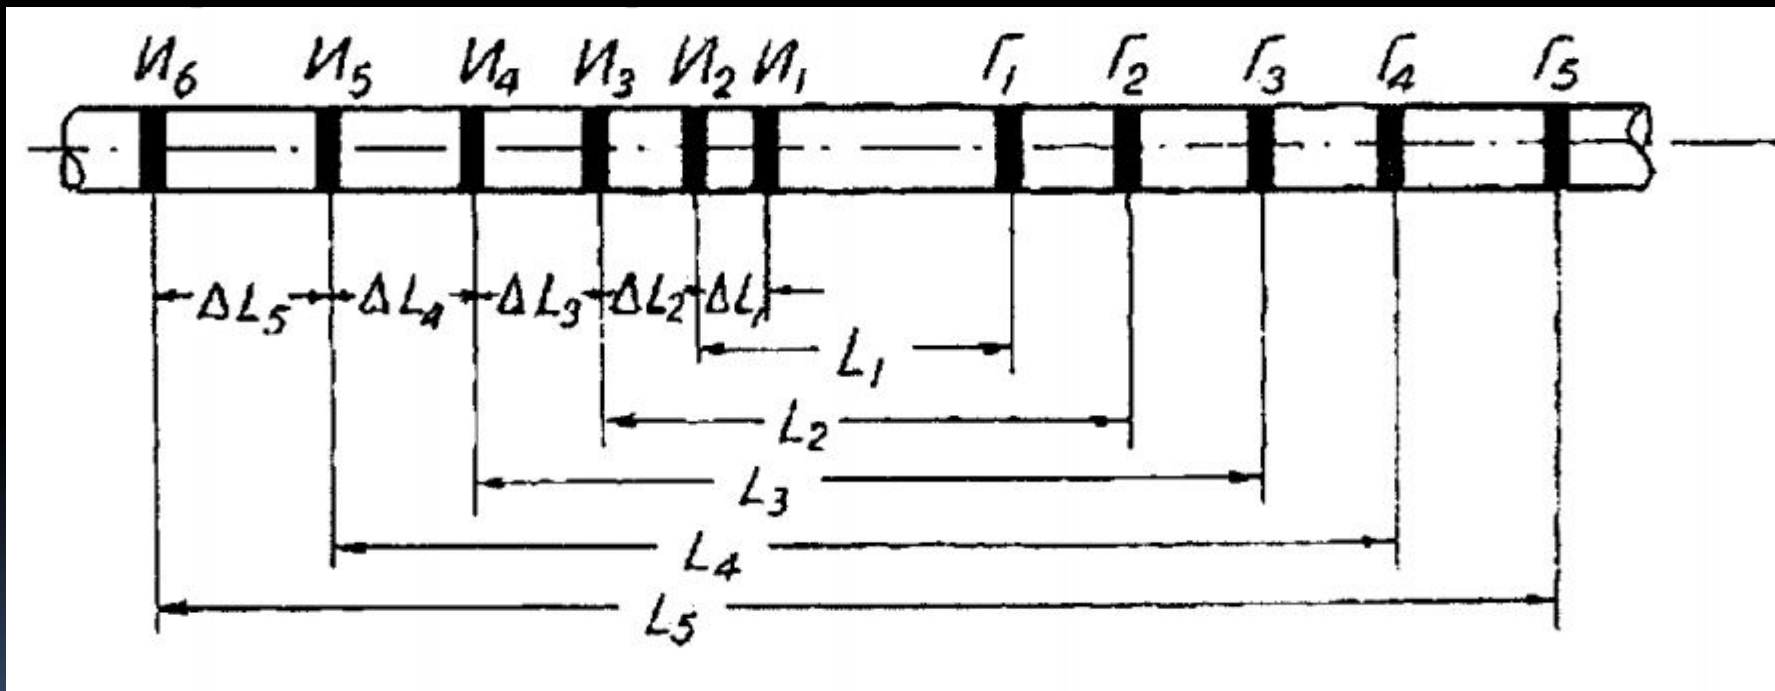 И₆ И₅ И₄ И₃ И₂ И₁ Г₁ Г₂ Г₃ Г₄ Г₅
ΔL₅ ΔL₄ ΔL₃ ΔL₂ ΔL₁
L₁
L₂
L₃
L₄
L₅